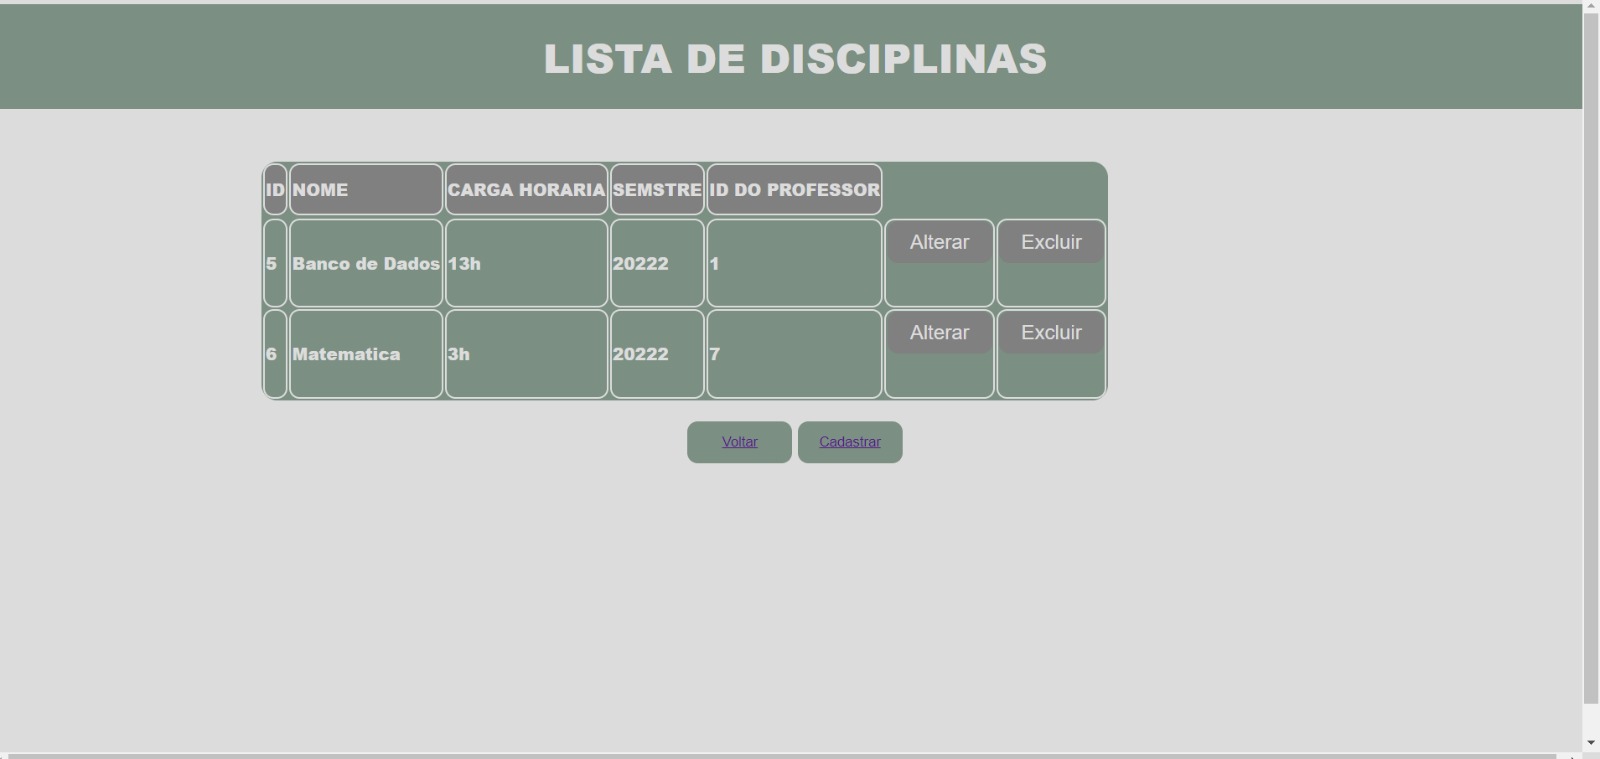 LISTA DE DISCIPLINAS
ID NOME CARGA HORARIA SEMSTRE ID DO PROFESSOR
5 Banco de Dados 13h 20222 1 Alterar Excluir
6 Matematica 3h 20222 7 Alterar Excluir
Voltar Cadastrar